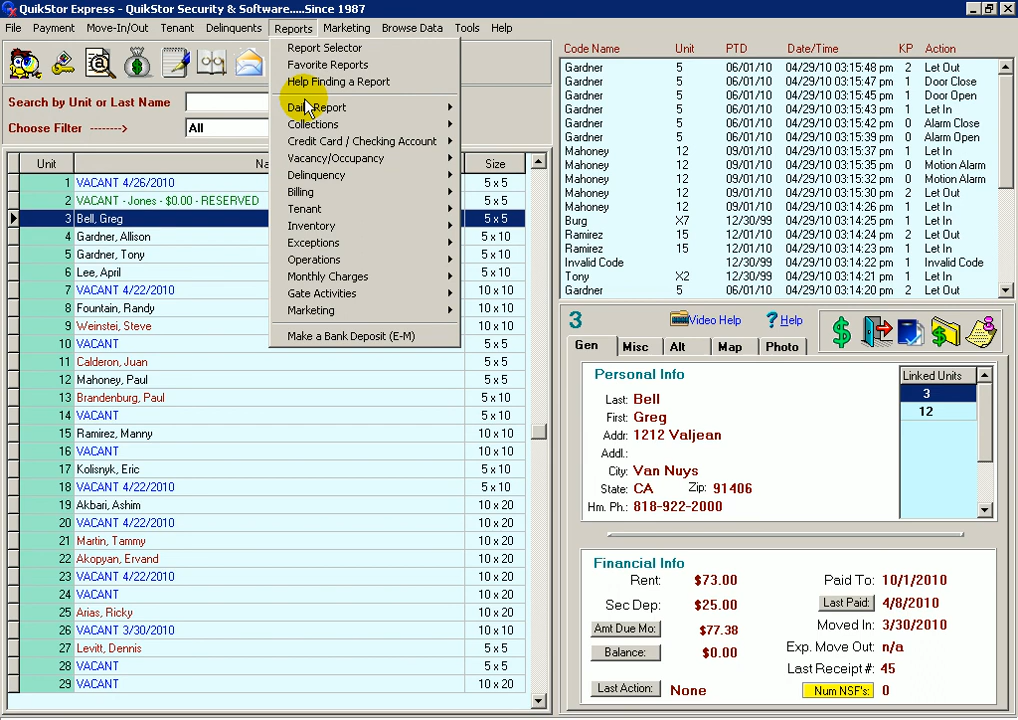 QuikStor Express - QuikStor Security & Software.....Since 1987
File Payment Move-In/Out Tenant Delinquents Reports Marketing Browse Data Tools Help
Search by Unit or Last Name
Choose Filter -------->
All
Report Selector
Favorite Reports
Help Finding a Report
Daily Report
Collections
Credit Card / Checking Account
Vacancy/Occupancy
Delinquency
Billing
Tenant
Inventory
Exceptions
Operations
Monthly Charges
Gate Activities
Marketing
Make a Bank Deposit (E-M)
Unit Na Size
1 VACANT 4/26/2010 5 x 5
2 VACANT - Jones - $0.00 - RESERVED 5 x 5
3 Bell, Greg 5 x 5
4 Gardner, Allison 5 x 10
5 Gardner, Tony 5 x 10
6 Lee, April 5 x 10
7 VACANT 4/22/2010 10 x 10
8 Fountain, Randy 10 x 10
9 Weinstei, Steve 10 x 10
10 VACANT 5 x 5
11 Calderon, Juan 5 x 5
12 Mahoney, Paul 5 x 5
13 Brandenburg, Paul 5 x 10
14 VACANT 5 x 10
15 Ramirez, Manny 10 x 10
16 VACANT 10 x 10
17 Kolisnyk, Eric 5 x 10
18 VACANT 4/22/2010 5 x 10
19 Akbari, Ashim 10 x 20
20 VACANT 4/22/2010 10 x 20
21 Martin, Tammy 10 x 20
22 Akopyan, Ervand 10 x 20
23 VACANT 4/22/2010 10 x 20
24 VACANT 10 x 20
25 Arias, Ricky 10 x 20
26 VACANT 3/30/2010 10 x 10
27 Levitt, Dennis 5 x 5
28 VACANT 5 x 5
29 VACANT 10 x 20
Code Name Unit PTD Date/Time KP Action
Gardner 5 06/01/10 04/29/10 03:15:48 pm 2 Let Out
Gardner 5 06/01/10 04/29/10 03:15:46 pm 1 Door Close
Gardner 5 06/01/10 04/29/10 03:15:45 pm 1 Door Open
Gardner 5 06/01/10 04/29/10 03:15:43 pm 1 Let In
Gardner 5 06/01/10 04/29/10 03:15:42 pm 0 Alarm Close
Gardner 5 06/01/10 04/29/10 03:15:41 pm 0 Alarm Open
Mahoney 12 06/01/10 04/29/10 03:15:37 pm 1 Let In
Mahoney 12 06/01/10 04/29/10 03:15:35 pm 0 Motion Alarm
Mahoney 12 06/01/10 04/29/10 03:15:33 pm 0 Motion Alarm
Mahoney 12 06/01/10 04/29/10 03:15:28 pm 2 Let Out
Mahoney 12 06/01/10 04/29/10 03:15:26 pm 1 Let In
Burg X7 12/30/99 04/29/10 03:14:25 pm 1 Let In
Ramirez 15 12/01/10 04/29/10 03:14:24 pm 2 Let Out
Ramirez 15 12/01/10 04/29/10 03:14:23 pm 1 Let In
Invalid Code 12/30/99 04/29/10 03:14:22 pm 1 Invalid Code
Tony X2 12/30/99 04/29/10 03:14:21 pm 1 Let In
Gardner 5 06/01/10 04/29/10 03:14:20 pm 2 Let Out
3 Video Help ? Help
Gen Misc Alt Map Photo
Personal Info
Last: Bell
First: Greg
Addr: 1212 Valjean
Addl.:
City: Van Nuys
State: CA Zip: 91406
Hm. Ph.: 818-922-2000
Linked Units
3
12
Financial Info
Rent: $73.00 Paid To: 10/1/2010
Sec Dep: $25.00 Last Paid: 4/8/2010
Amt Due Mo: $77.38 Moved In: 3/30/2010
Balance: $0.00 Exp. Move Out: n/a
Last Receipt #: 45
Last Action: None Num NSF's: 0